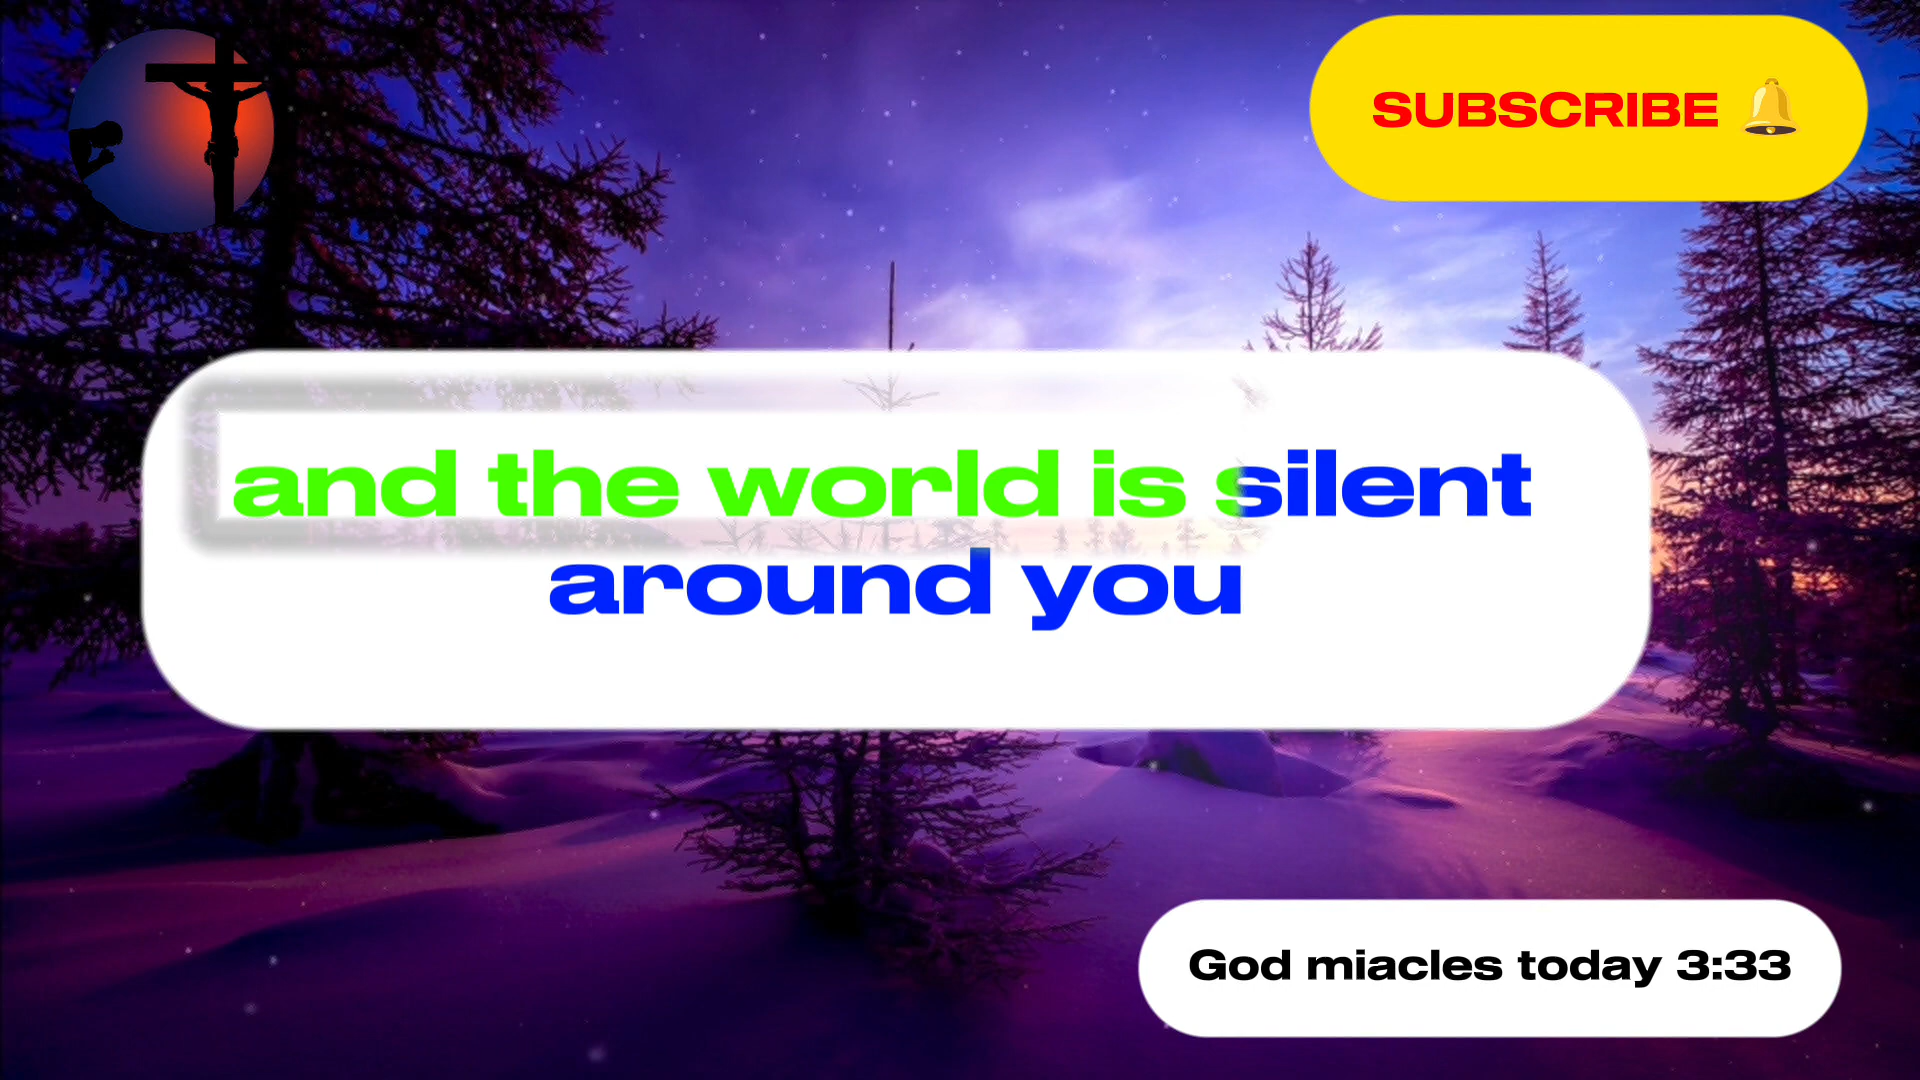 SUBSCRIBE 🔔
and the world is silent
around you
God miacles today 3:33